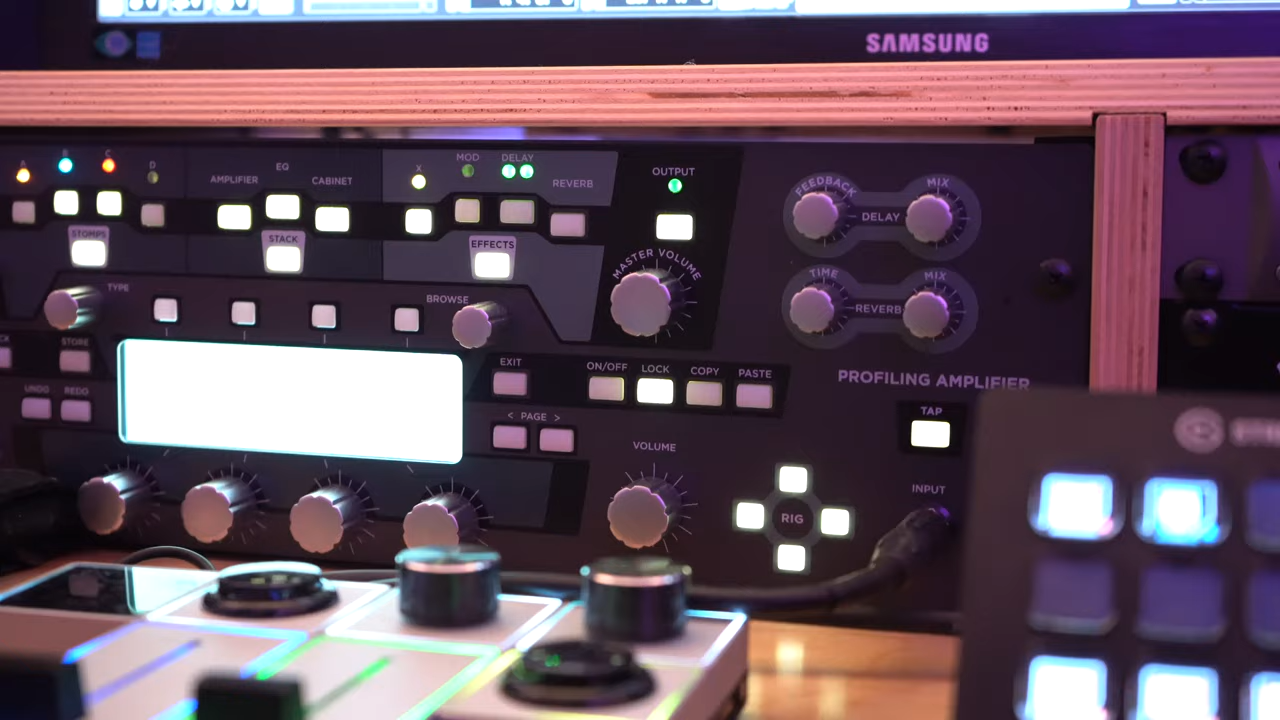 SAMSUNG
A B C D
AMPLIFIER EQ CABINET
X MOD DELAY REVERB
OUTPUT
STOMPS
STACK
EFFECTS
MASTER VOLUME
FEEDBACK DELAY MIX
TIME REVERB MIX
TYPE
BROWSE
STORE
UNDO REDO
EXIT
ON/OFF LOCK COPY PASTE
< PAGE >
PROFILING AMPLIFIER
TAP
VOLUME
RIG
INPUT